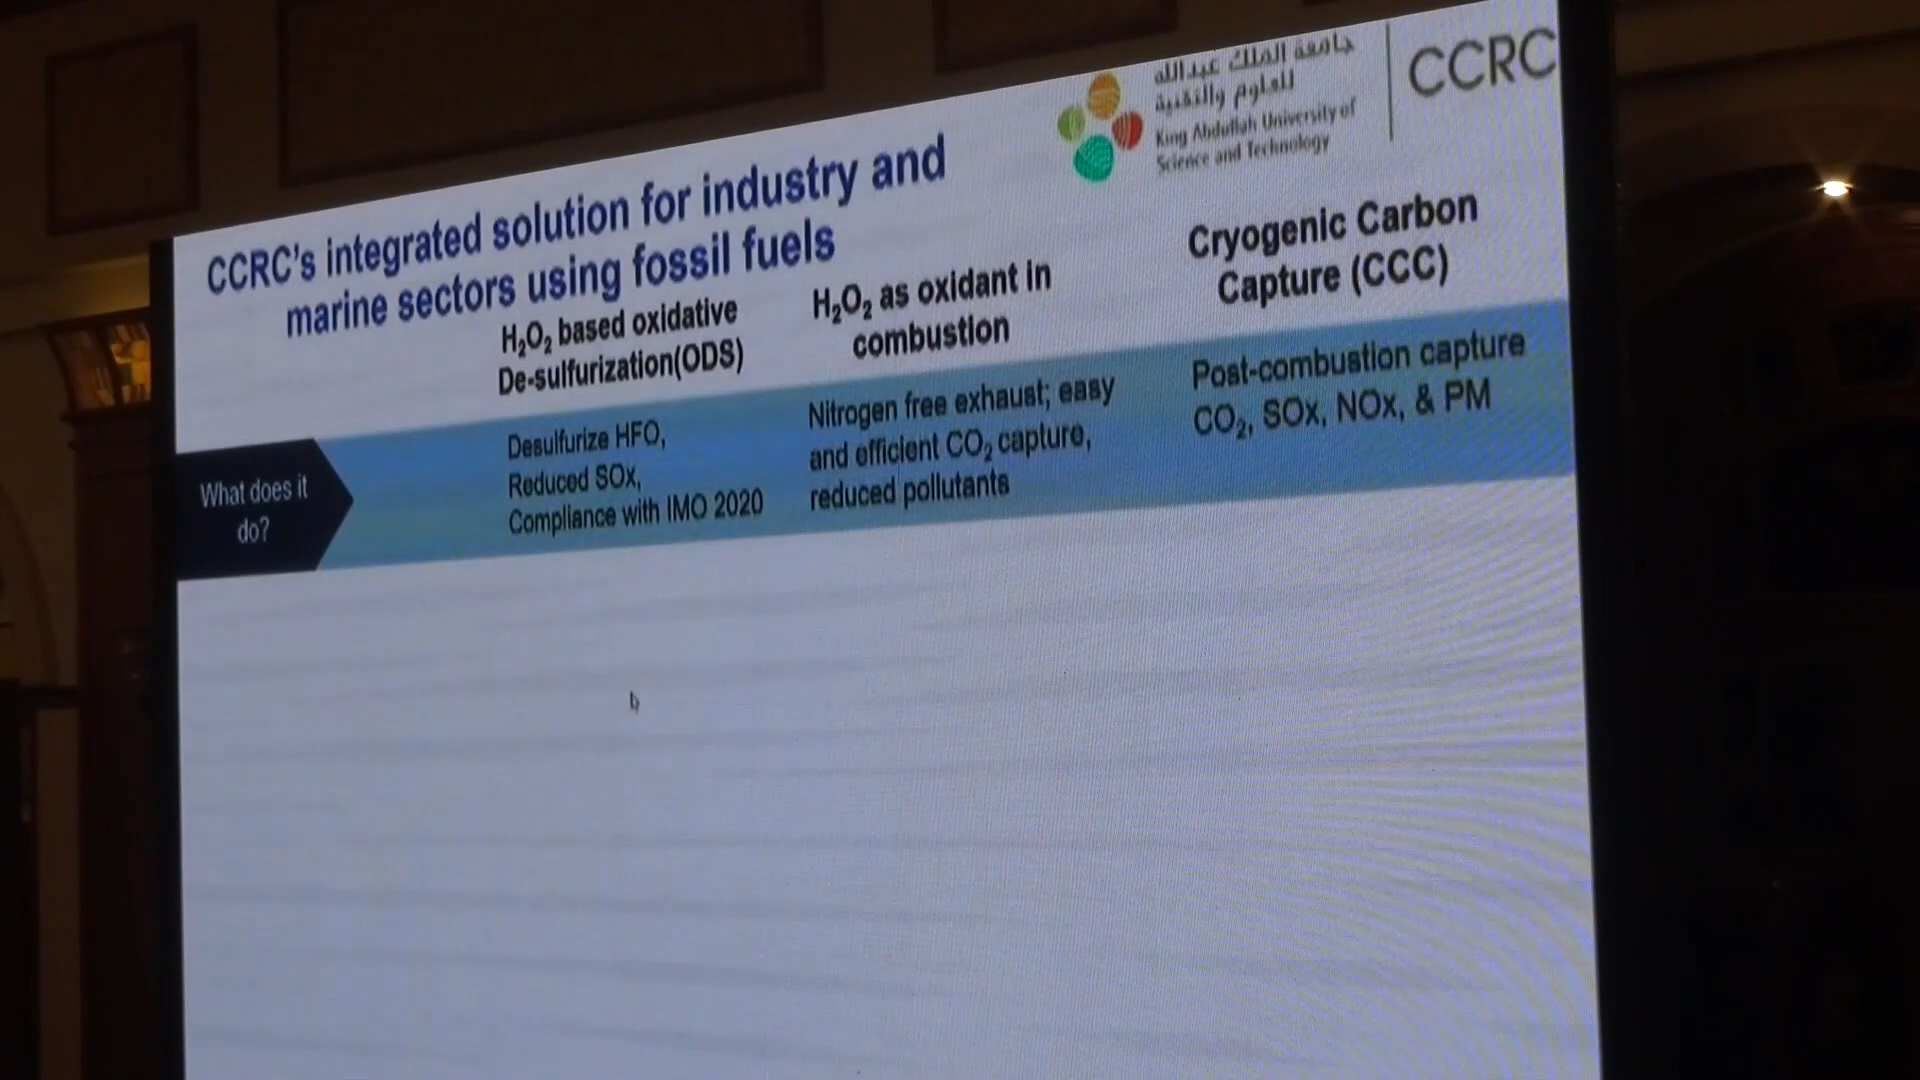 جامعة الملك عبدالله
للعلوم والتقنية
King Abdullah University of
Science and Technology
CCRC
CCRC's integrated solution for industry and
marine sectors using fossil fuels
H₂O₂ based oxidative
De-sulfurization(ODS)
H₂O₂ as oxidant in
combustion
Cryogenic Carbon
Capture (CCC)
What does it
do?
Desulfurize HFO,
Reduced SOx,
Compliance with IMO 2020
Nitrogen free exhaust; easy
and efficient CO₂ capture,
reduced pollutants
Post-combustion capture
CO₂, SOx, NOx, & PM